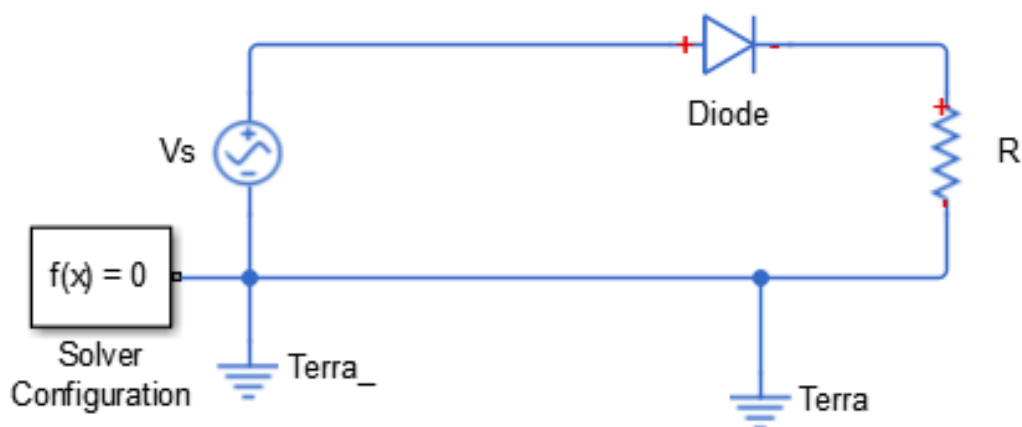 Diode
Vs
R
f(x) = 0
Solver
Configuration
Terra_
Terra